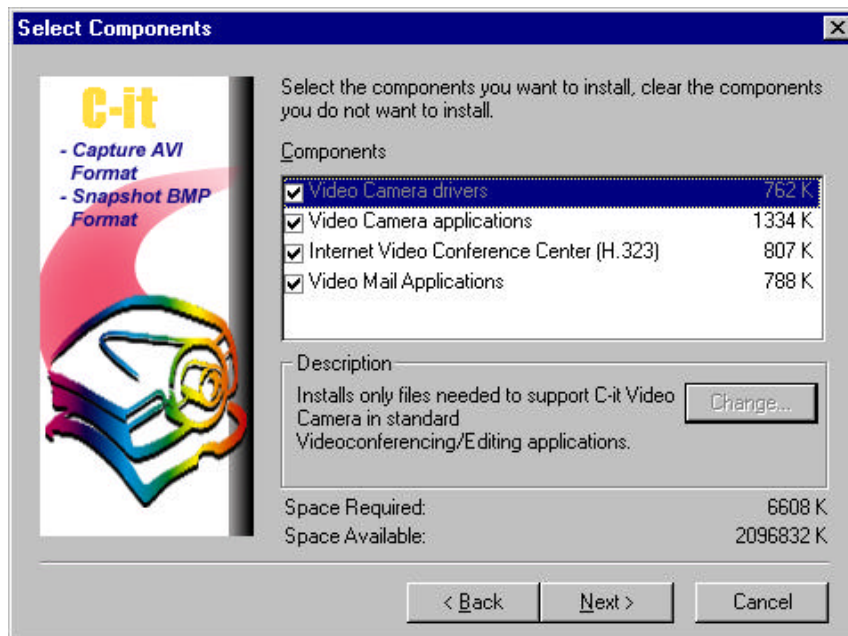 Select Components
C-it
- Capture AVI
Format
- Snapshot BMP
Format
Select the components you want to install, clear the components
you do not want to install.
Components
Video Camera drivers 762 K
Video Camera applications 1334 K
Internet Video Conference Center (H.323) 807 K
Video Mail Applications 788 K
Description
Installs only files needed to support C-it Video
Camera in standard
Videoconferencing/Editing applications.
Change...
Space Required: 6608 K
Space Available: 2096832 K
< Back Next > Cancel